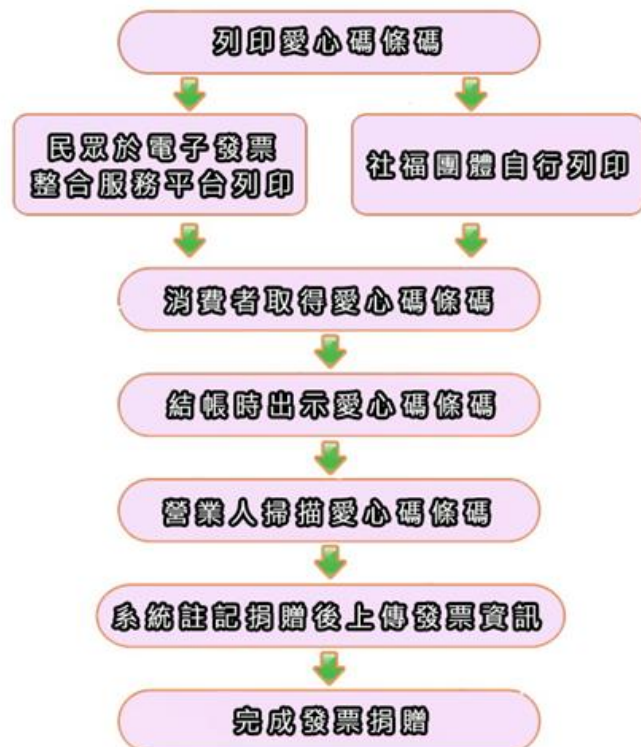 列印愛心碼條碼
民眾於電子發票
整合服務平台列印
社福團體自行列印
消費者取得愛心碼條碼
結帳時出示愛心碼條碼
營業人掃描愛心碼條碼
系統註記捐贈後上傳發票資訊
完成發票捐贈